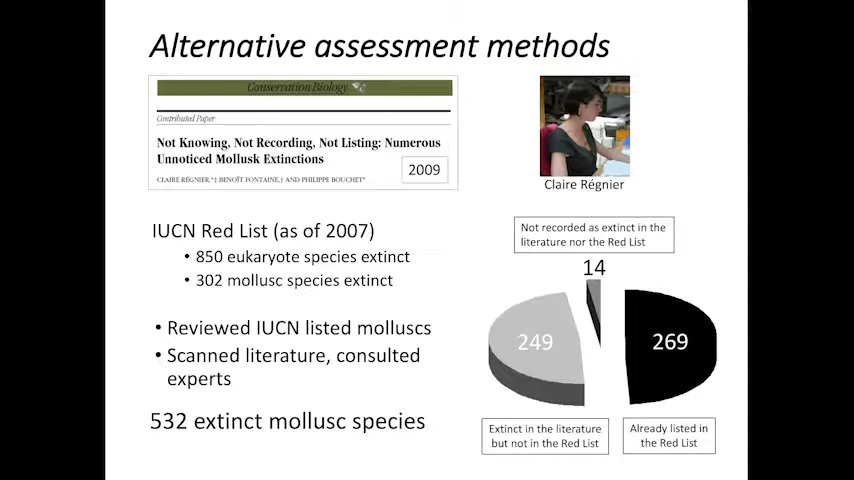 Alternative assessment methods
Conservation Biology
Contributed Paper
Not Knowing, Not Recording, Not Listing: Numerous
Unnoticed Mollusk Extinctions
CLAIRE RÉGNIER,*‡ BENOÎT FONTAINE,† AND PHILIPPE BOUCHET*
2009
Claire Régnier
IUCN Red List (as of 2007)
• 850 eukaryote species extinct
• 302 mollusc species extinct
• Reviewed IUCN listed molluscs
• Scanned literature, consulted
experts
532 extinct mollusc species
Not recorded as extinct in the
literature nor the Red List
14
249
269
Extinct in the literature
but not in the Red List
Already listed in
the Red List